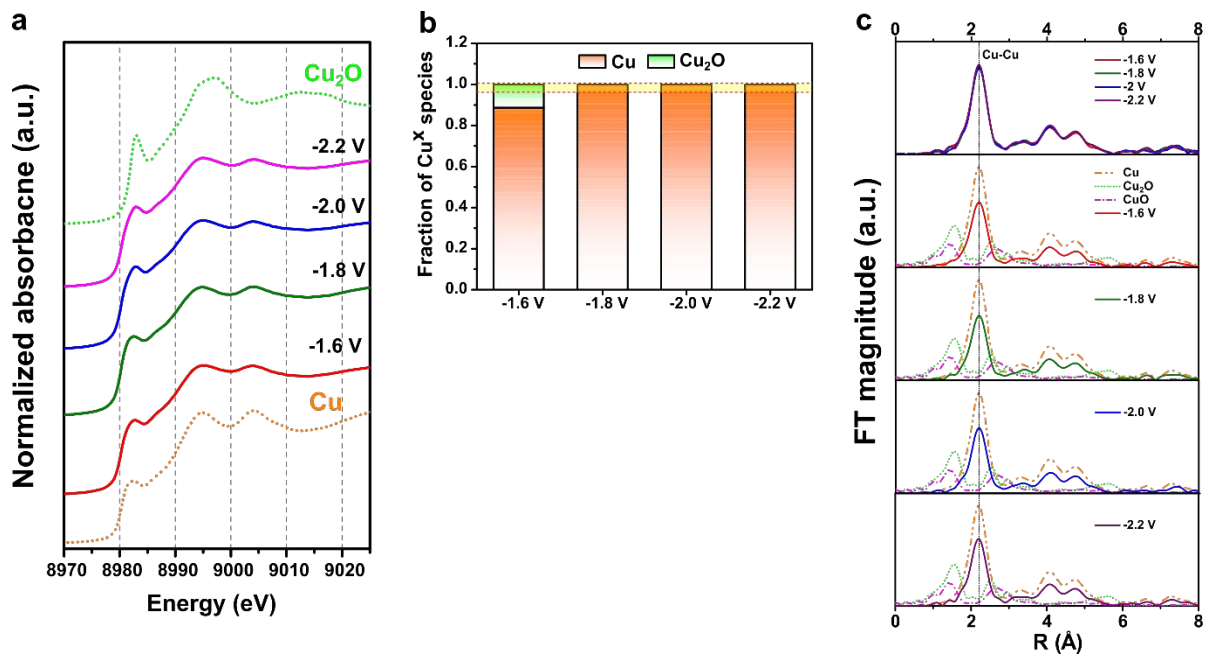 a
Normalized absorbacne (a.u.)
Cu2O
-2.2 V
-2.0 V
-1.8 V
-1.6 V
Cu
8970 8980 8990 9000 9010 9020
Energy (eV)
b
Fraction of CuX species
1.2
1.0
0.8
0.6
0.4
0.2
0.0
Cu Cu2O
-1.6 V -1.8 V -2.0 V -2.2 V
c
FT magnitude (a.u.)
0 2 4 6 8
Cu-Cu
-1.6 V
-1.8 V
-2 V
-2.2 V
Cu
Cu2O
CuO
-1.6 V
-1.8 V
-2.0 V
-2.2 V
0 2 4 6 8
R (Å)